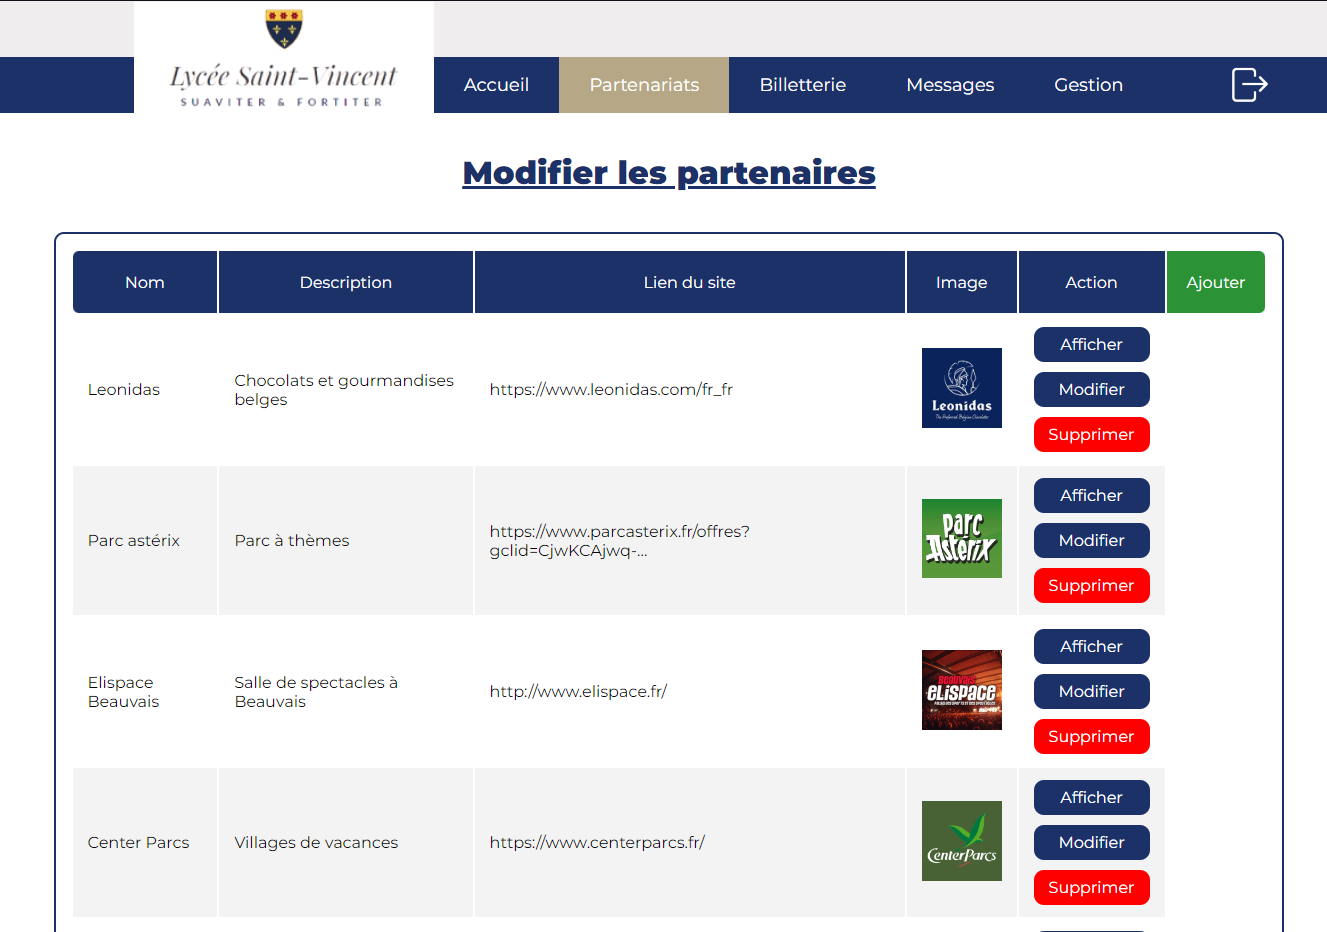 Lycée Saint-Vincent
SUAVITER & FORTITER
Accueil
Partenariats
Billetterie
Messages
Gestion
Modifier les partenaires
Nom
Description
Lien du site
Image
Action
Ajouter
Leonidas
Chocolats et gourmandises
belges
https://www.leonidas.com/fr_fr
Leonidas
The Preferred Belgian Chocolates
Afficher
Modifier
Supprimer
Parc astérix
Parc à thèmes
https://www.parcasterix.fr/offres?
gclid=CjwKCAjwq-...
Parc
Astérix
Afficher
Modifier
Supprimer
Elispace
Beauvais
Salle de spectacles à
Beauvais
http://www.elispace.fr/
Beauvais
elispace
Afficher
Modifier
Supprimer
Center Parcs
Villages de vacances
https://www.centerparcs.fr/
CenterParcs
Afficher
Modifier
Supprimer